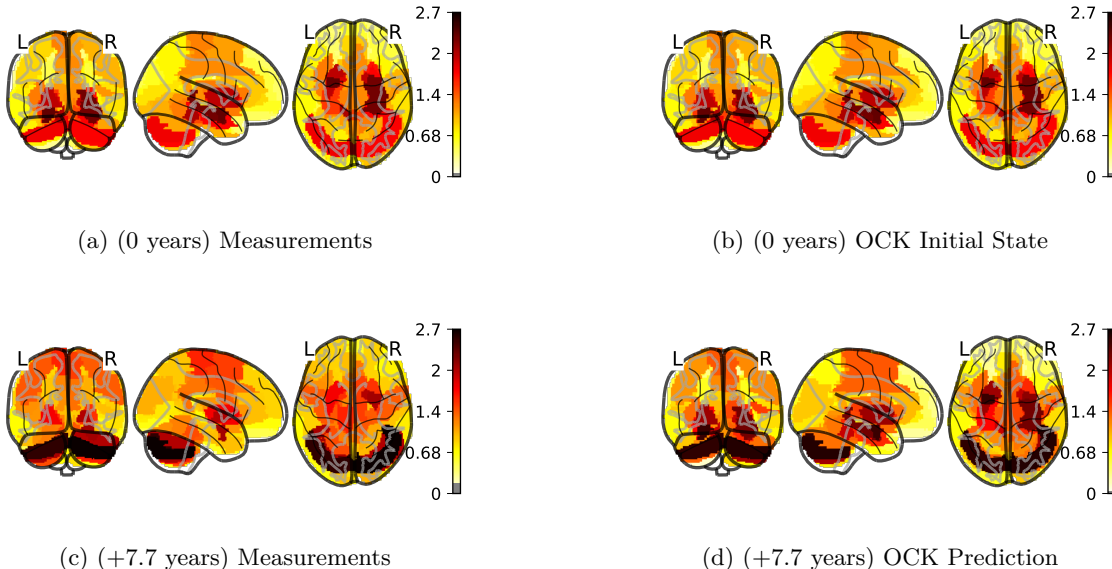 L R 2.7
2
1.4
0.68
0
L R 2.7
2
1.4
0.68
0
(a) (0 years) Measurements
(b) (0 years) OCK Initial State
L R L R 2.7
2
1.4
0.68
0
L R L R 2.7
2
1.4
0.68
0
(c) (+7.7 years) Measurements
(d) (+7.7 years) OCK Prediction